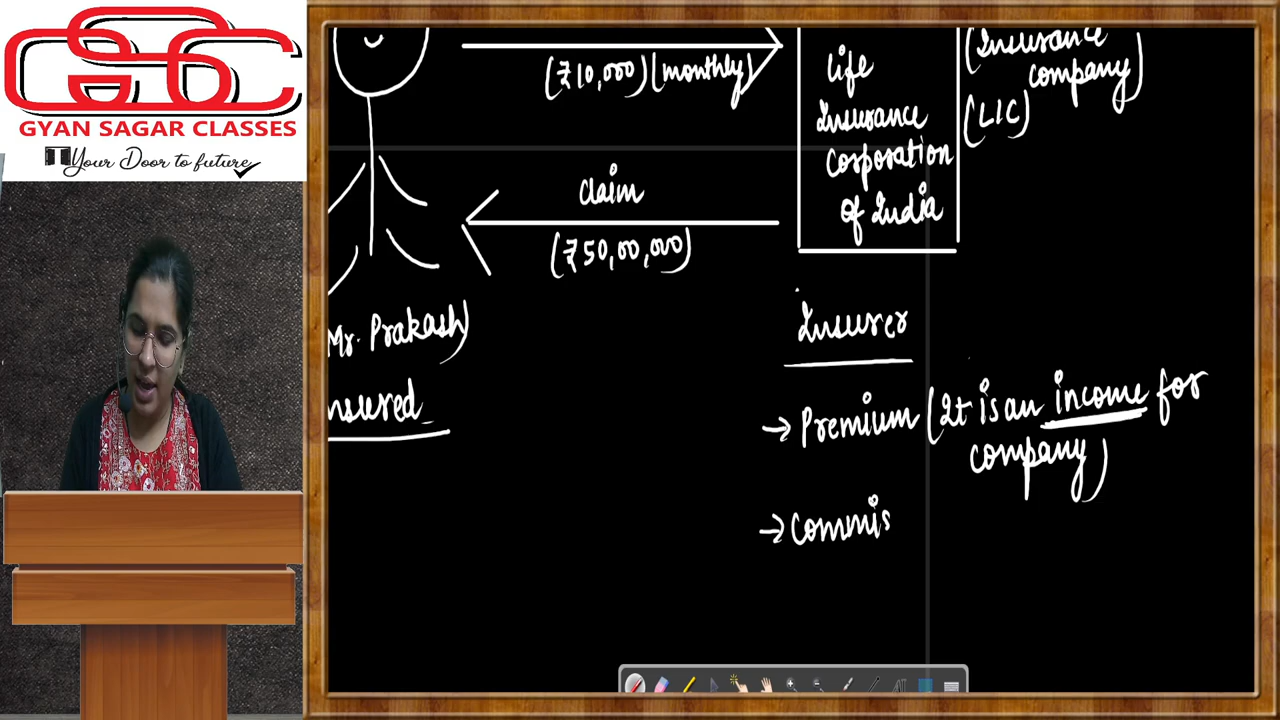 GSC
GYAN SAGAR CLASSES
Your Door to future
(₹10,000) (monthly)
Life
Insurance
Corporation
of India
(Insurance
company)
(LIC)
Claim
(₹50,00,000)
Mr. Prakash)
nsured
Insurer
→ Premium (It is an income for
company)
→ Commis